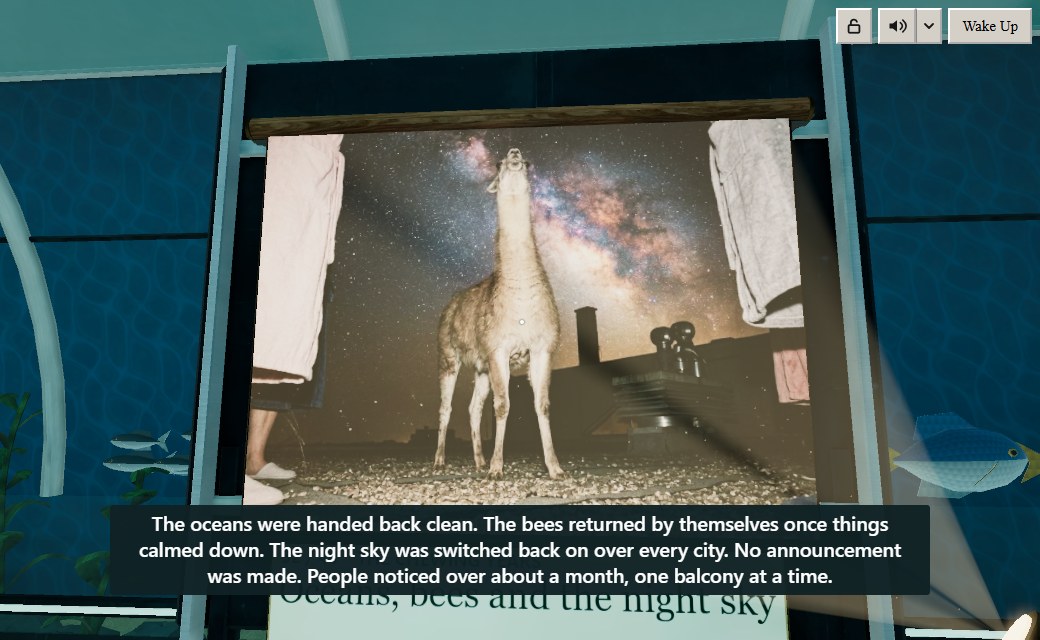 Wake Up
The oceans were handed back clean. The bees returned by themselves once things
calmed down. The night sky was switched back on over every city. No announcement
was made. People noticed over about a month, one balcony at a time.
Oceans, bees and the night sky